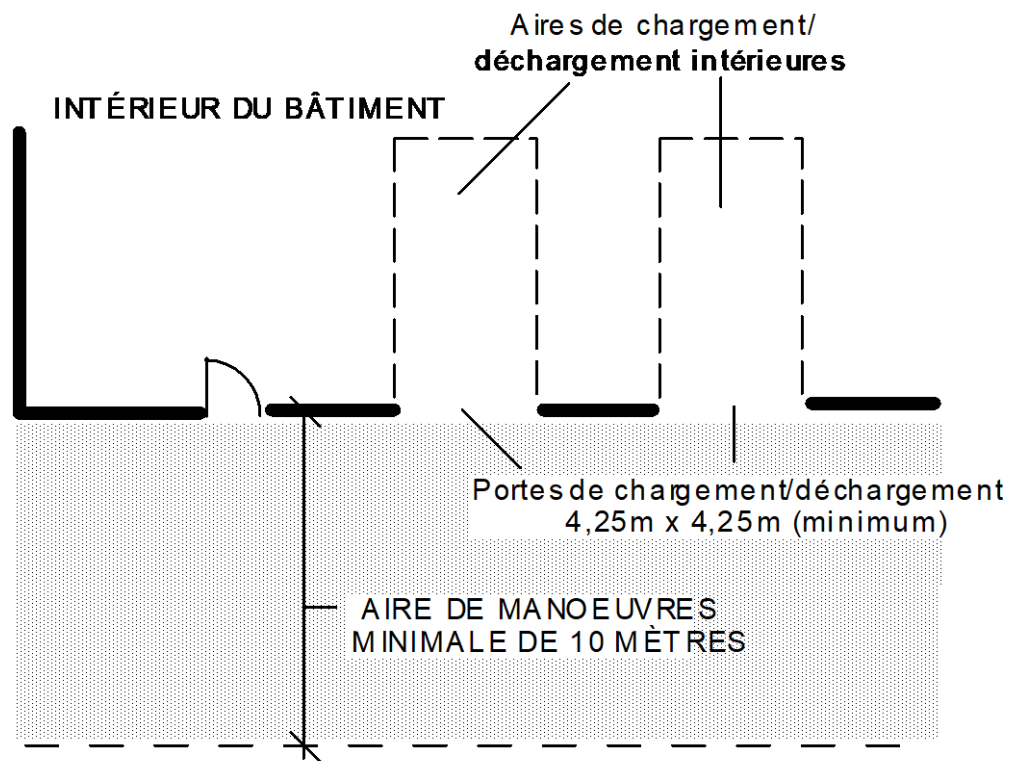 Aires de chargement/
déchargement intérieures
INTÉRIEUR DU BÂTIMENT
Portes de chargement/déchargement
4,25m x 4,25m (minimum)
AIRE DE MANOEUVRES
MINIMALE DE 10 MÈTRES